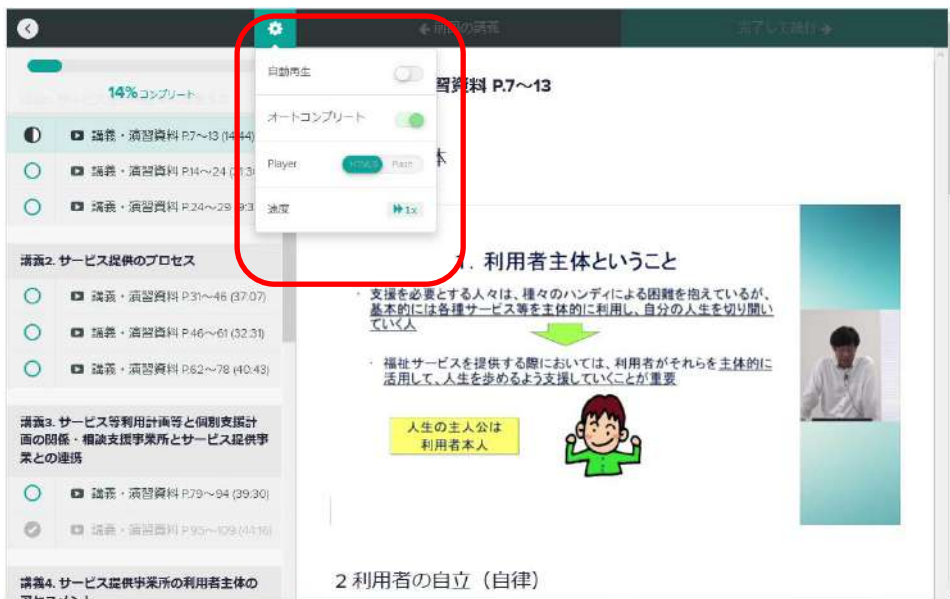 ← 前回の講義
完了して続行 →
14% コンプリート
講義・演習資料 P.7～13 (14:44)
講義・演習資料 P.14～24
講義・演習資料 P.24～29
講義2. サービス提供のプロセス
講義・演習資料 P.31～46 (37:07)
講義・演習資料 P.46～61 (32:31)
講義・演習資料 P.62～78 (40:43)
講義3. サービス等利用計画等と個別支援計
画の関係・相談支援事業所とサービス提供事
業との連携
講義・演習資料 P.79～94 (39:30)
講義・演習資料 P.95～109 (44:16)
講義4. サービス提供事業所の利用者主体の
自動再生
オートコンプリート
Player HTML5 Flash
速度 1x
習資料 P.7～13
体
1. 利用者主体ということ
・ 支援を必要とする人々は、種々のハンディによる困難を抱えているが、
基本的には各種サービス等を主体的に利用し、自分の人生を切り開い
ていく人
・ 福祉サービスを提供する際においては、利用者がそれらを主体的に
活用して、人生を歩めるよう支援していくことが重要
人生の主人公は
利用者本人
2 利用者の自立（自律）